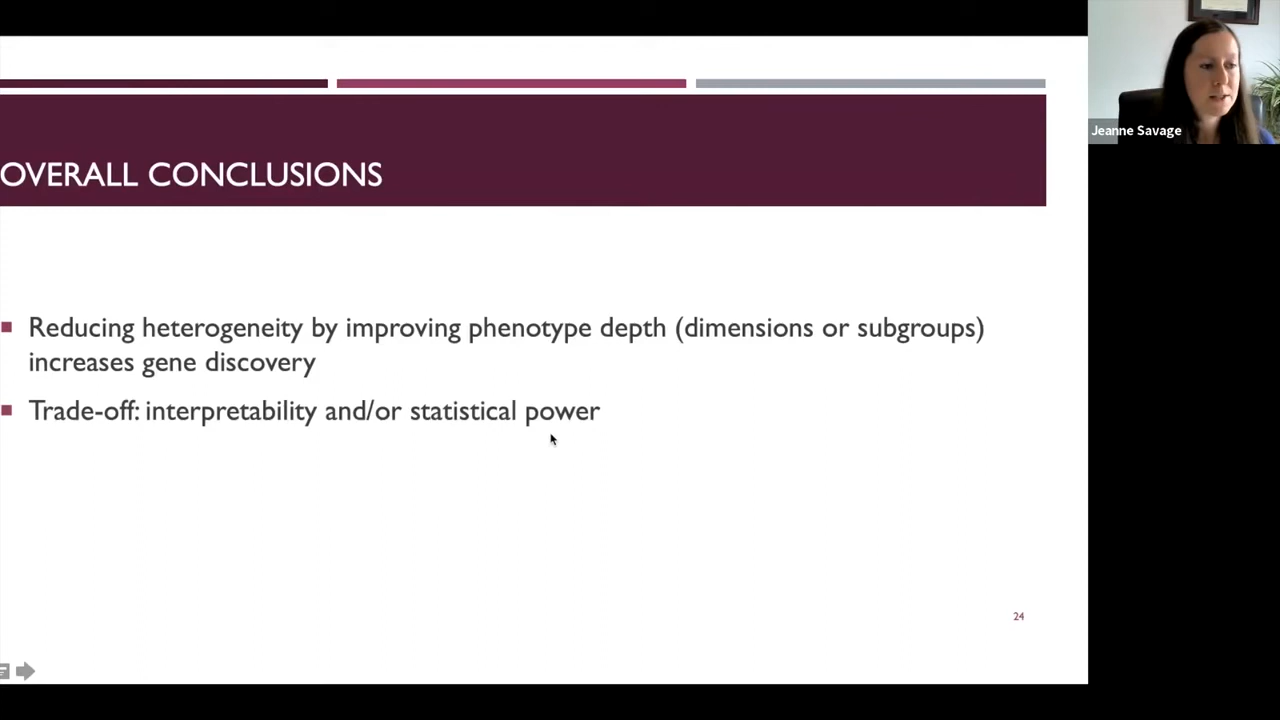 Jeanne Savage
OVERALL CONCLUSIONS
Reducing heterogeneity by improving phenotype depth (dimensions or subgroups)
increases gene discovery
Trade-off: interpretability and/or statistical power
24